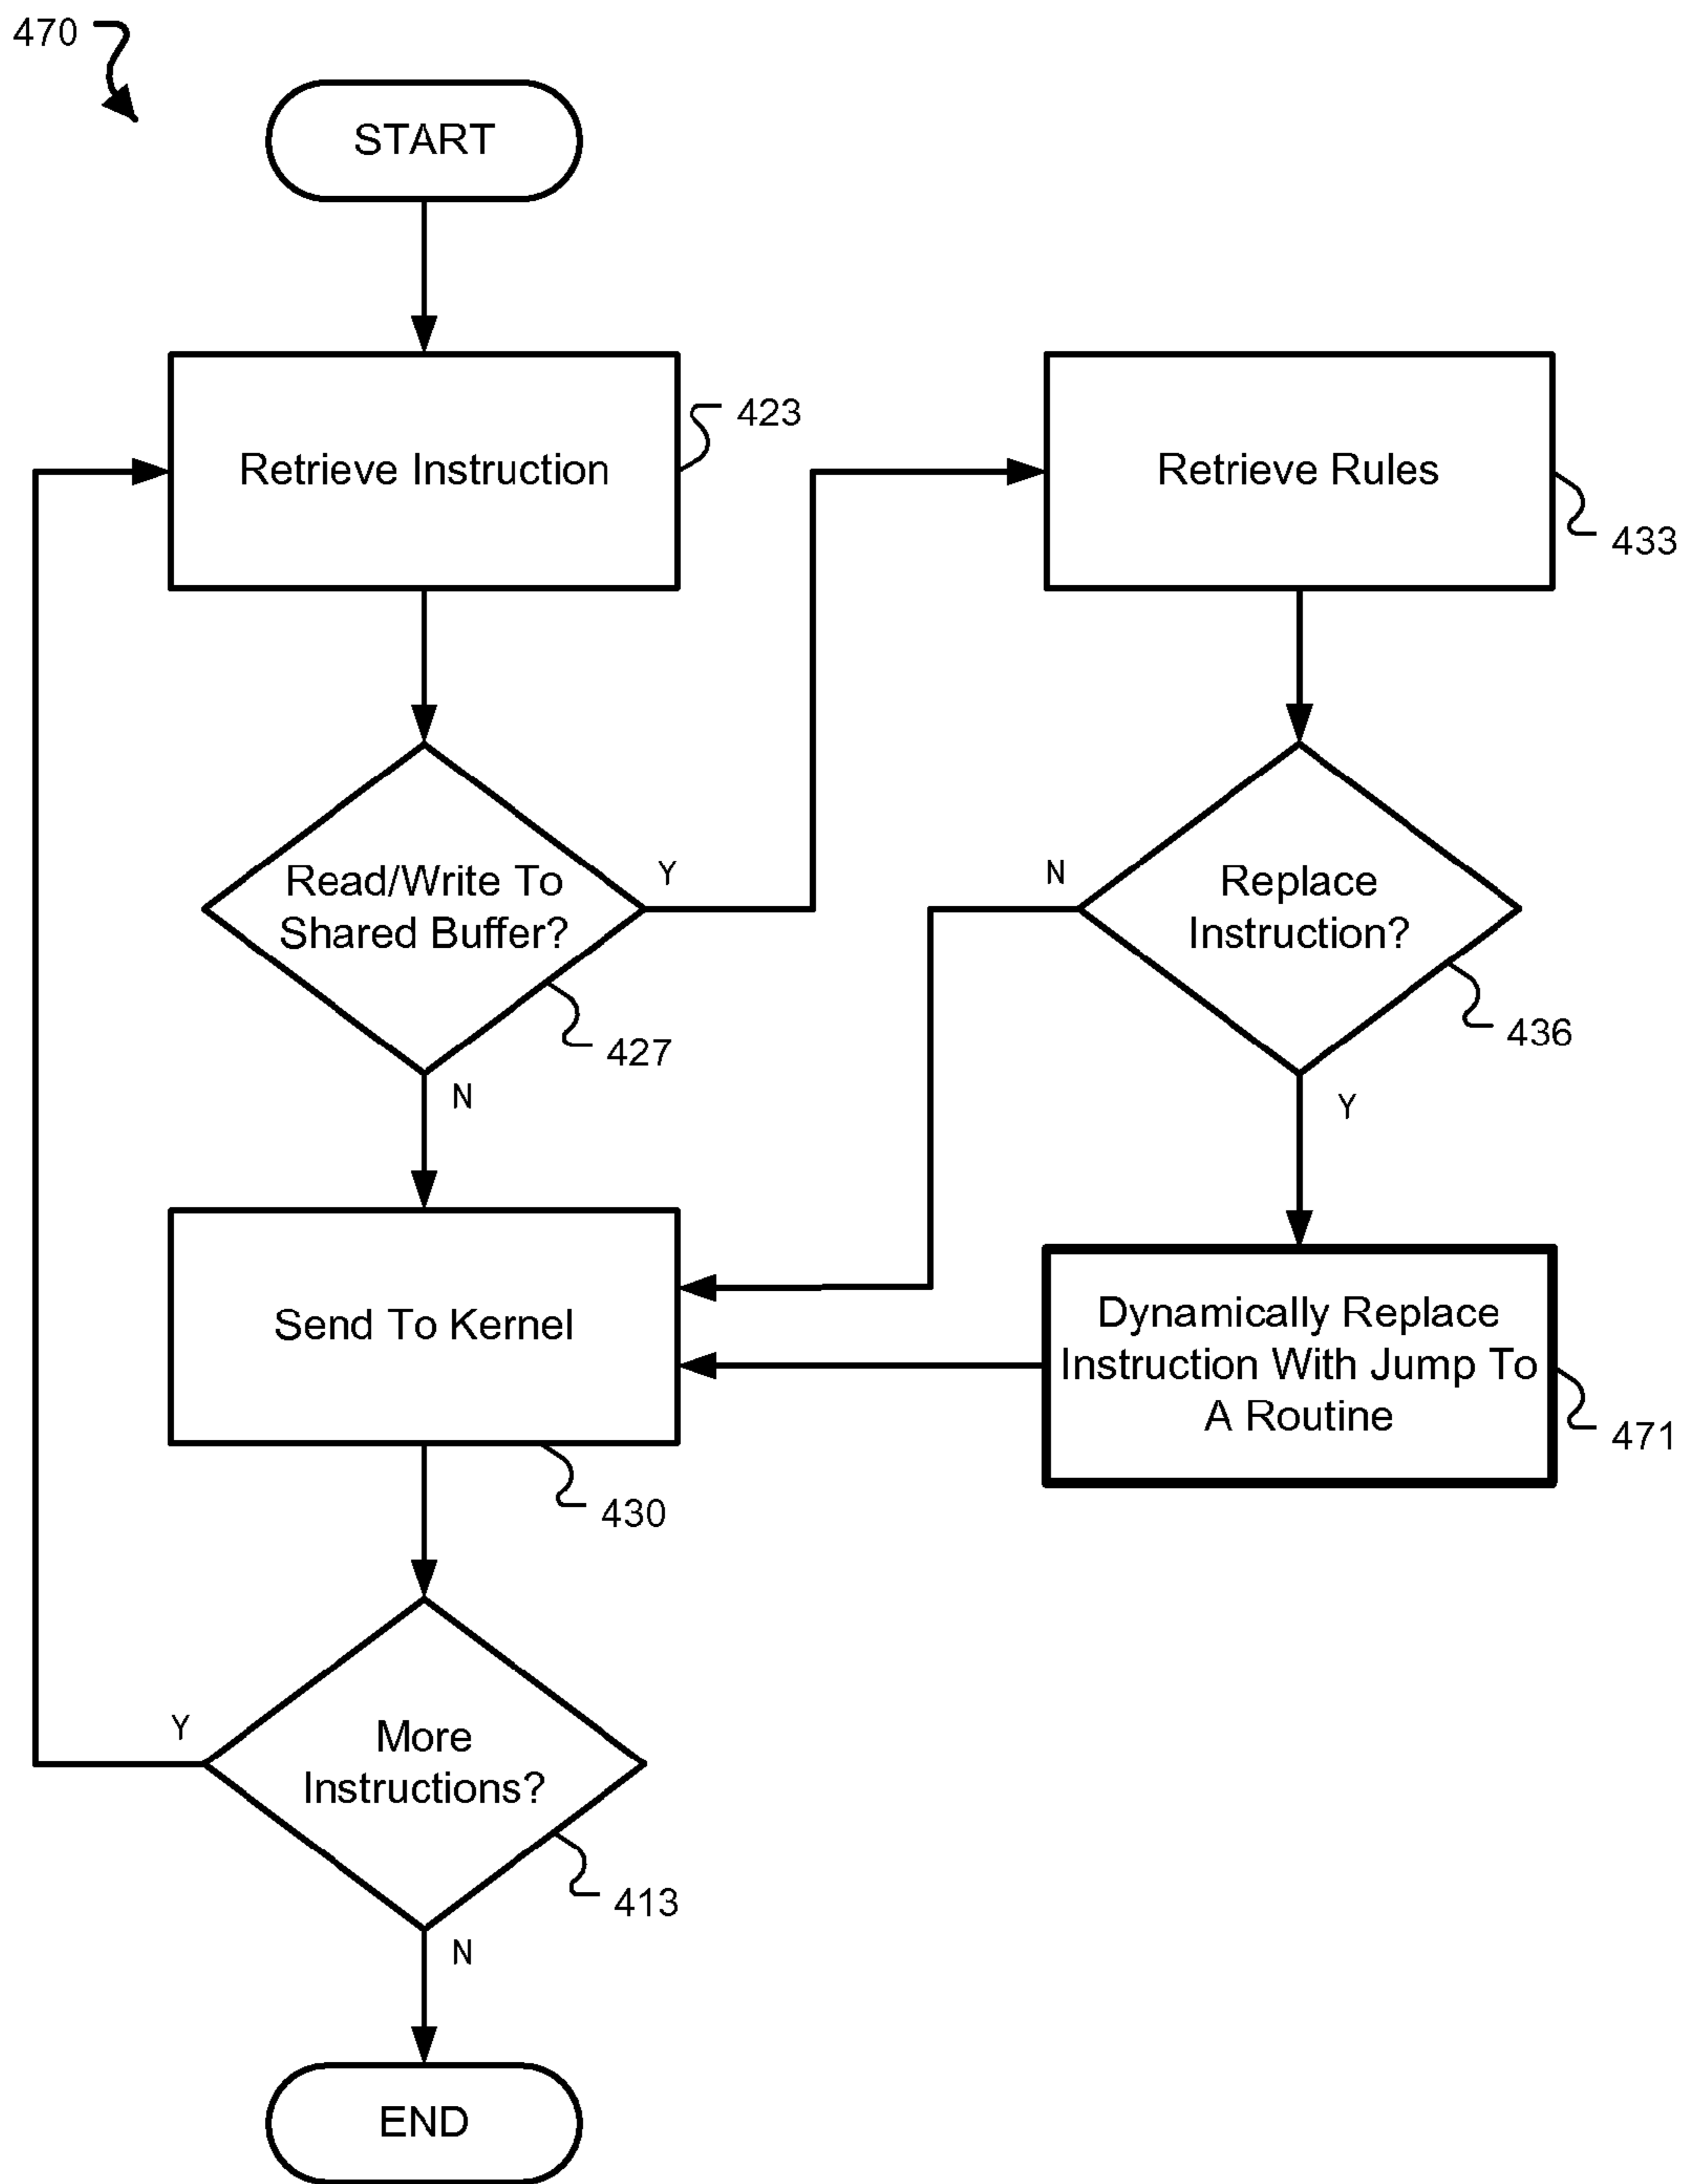 470
START
Retrieve Instruction
423
Retrieve Rules
433
Read/Write To
Shared Buffer?
Y
427
N
N
Replace
Instruction?
436
Y
Send To Kernel
430
Dynamically Replace
Instruction With Jump To
A Routine
471
Y
More
Instructions?
413
N
END